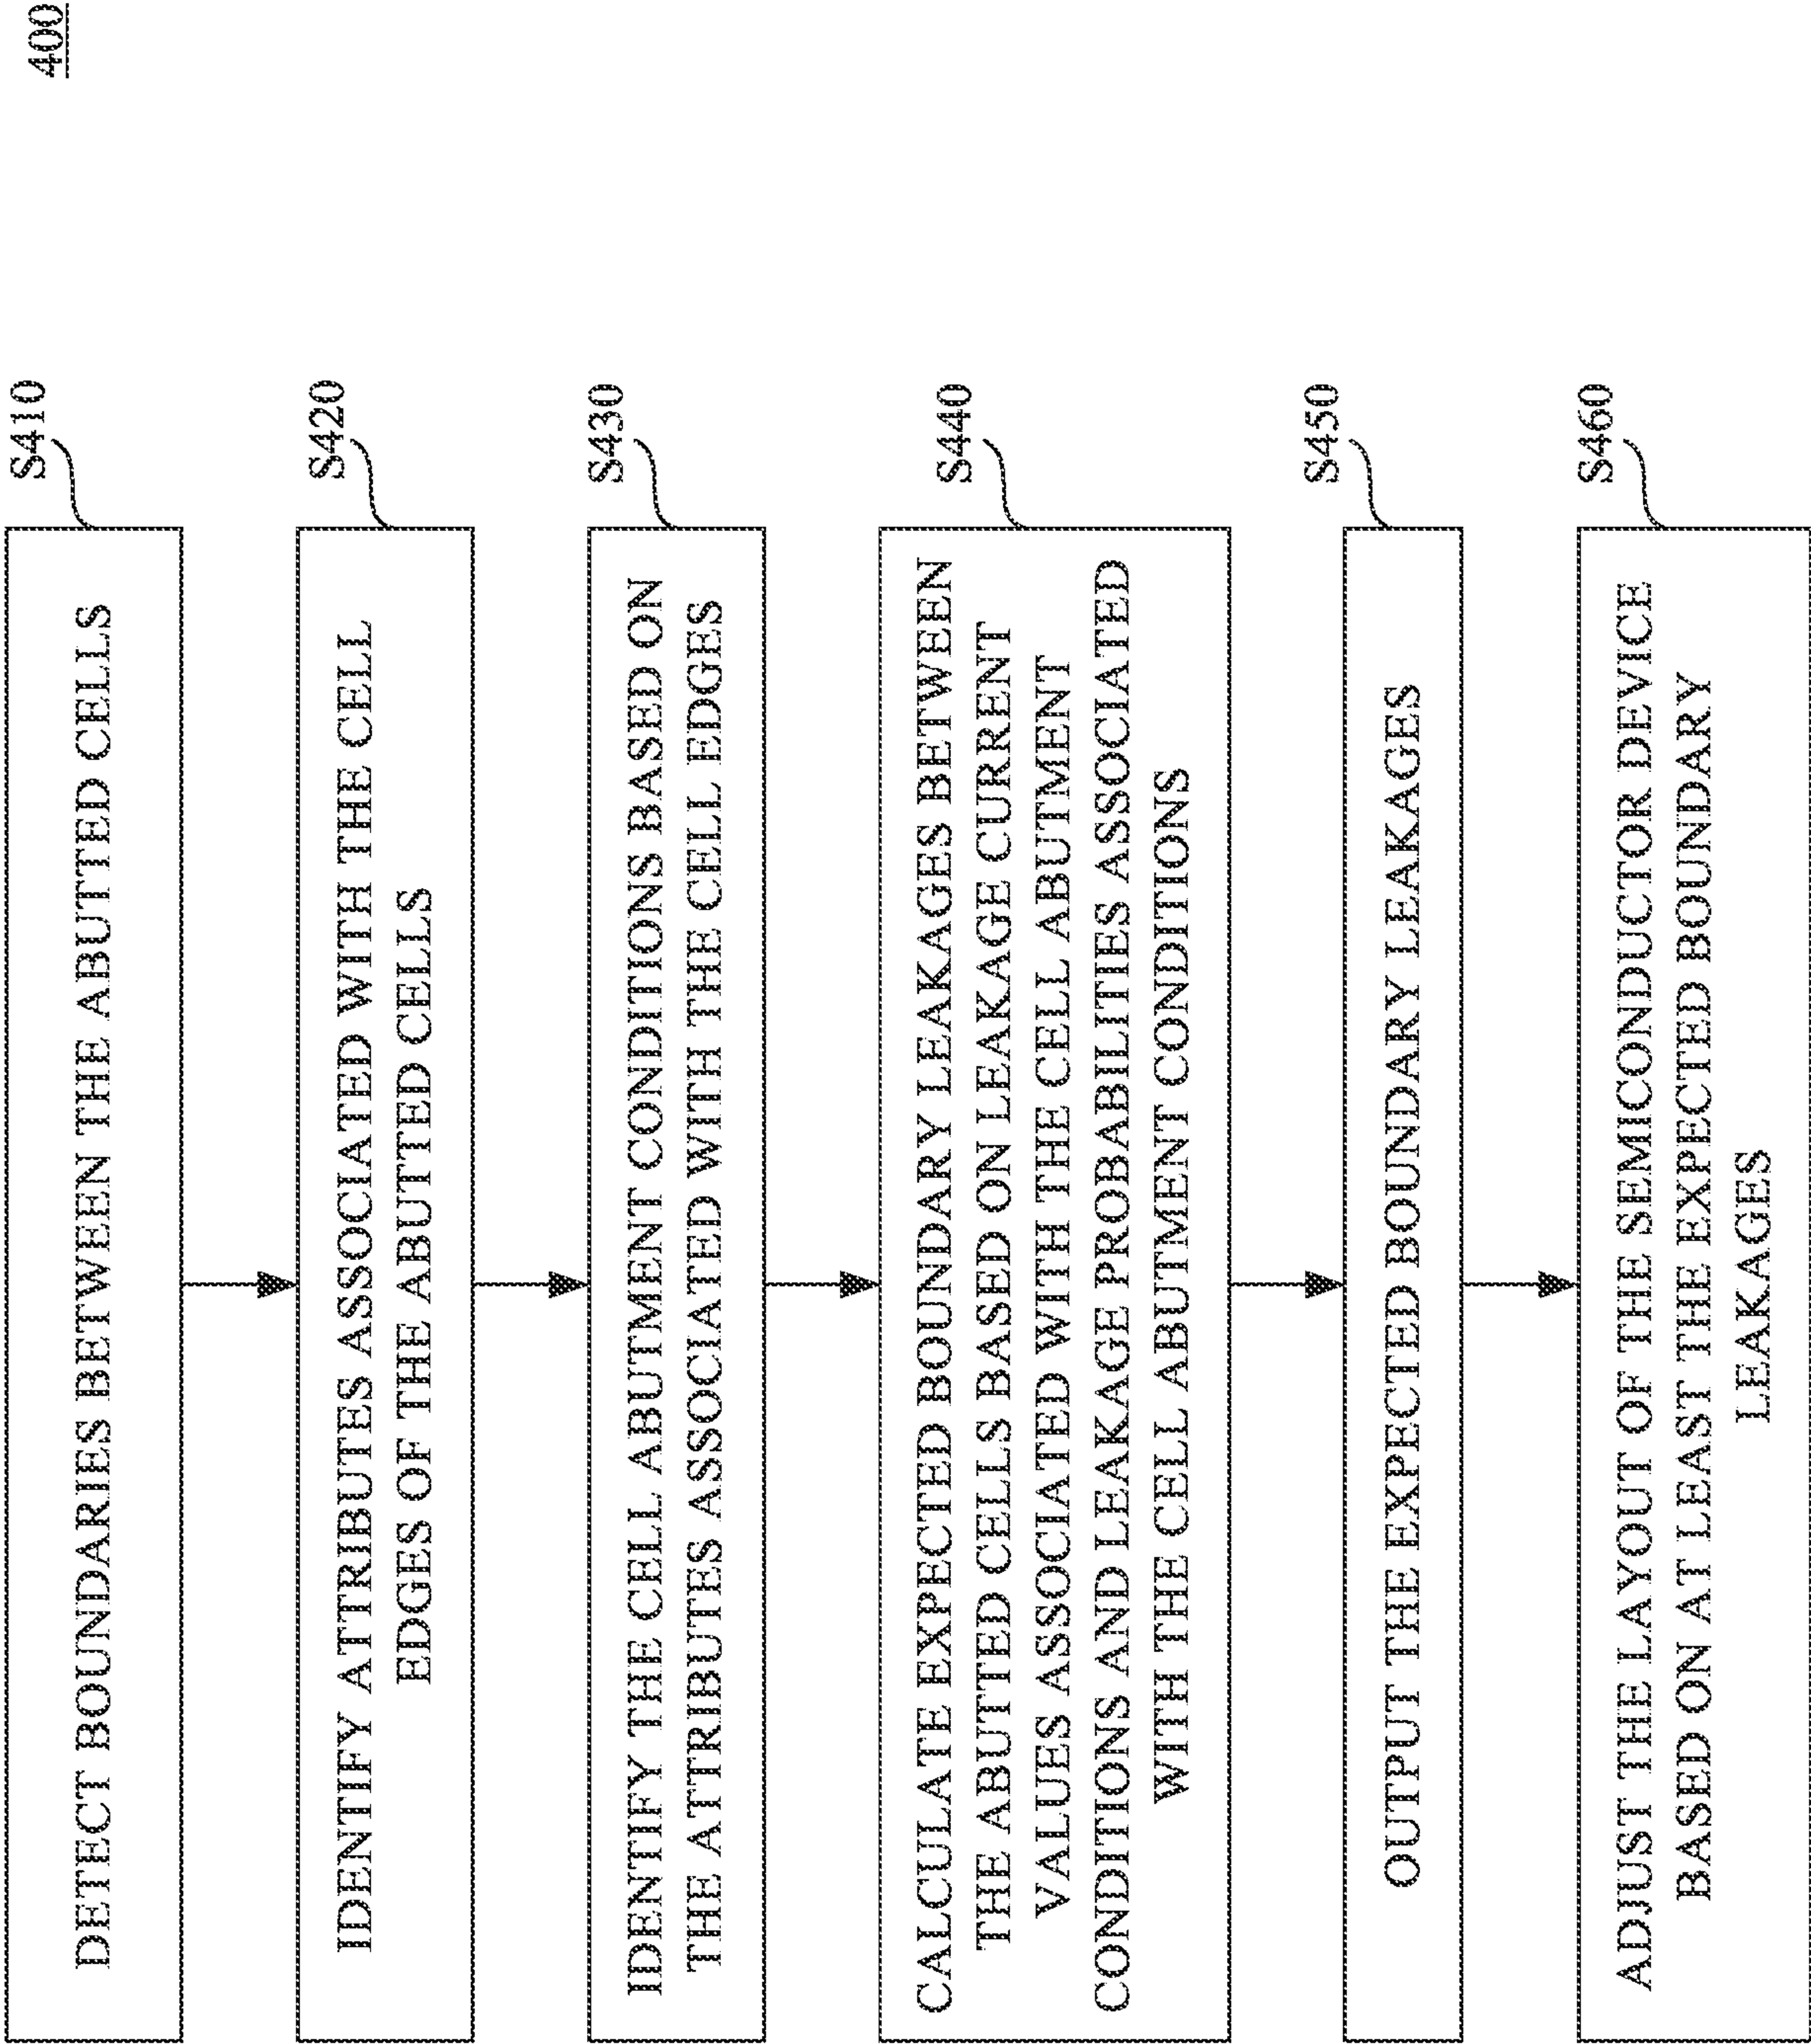 400
S410
DETECT BOUNDARIES BETWEEN THE ABUTTED CELLS
S420
IDENTIFY ATTRIBUTES ASSOCIATED WITH THE CELL
EDGES OF THE ABUTTED CELLS
S430
IDENTIFY THE CELL ABUTMENT CONDITIONS BASED ON
THE ATTRIBUTES ASSOCIATED WITH THE CELL EDGES
S440
CALCULATE EXPECTED BOUNDARY LEAKAGES BETWEEN
THE ABUTTED CELLS BASED ON LEAKAGE CURRENT
VALUES ASSOCIATED WITH THE CELL ABUTMENT
CONDITIONS AND LEAKAGE PROBABILITIES ASSOCIATED
WITH THE CELL ABUTMENT CONDITIONS
S450
OUTPUT THE EXPECTED BOUNDARY LEAKAGES
S460
ADJUST THE LAYOUT OF THE SEMICONDUCTOR DEVICE
BASED ON AT LEAST THE EXPECTED BOUNDARY
LEAKAGES